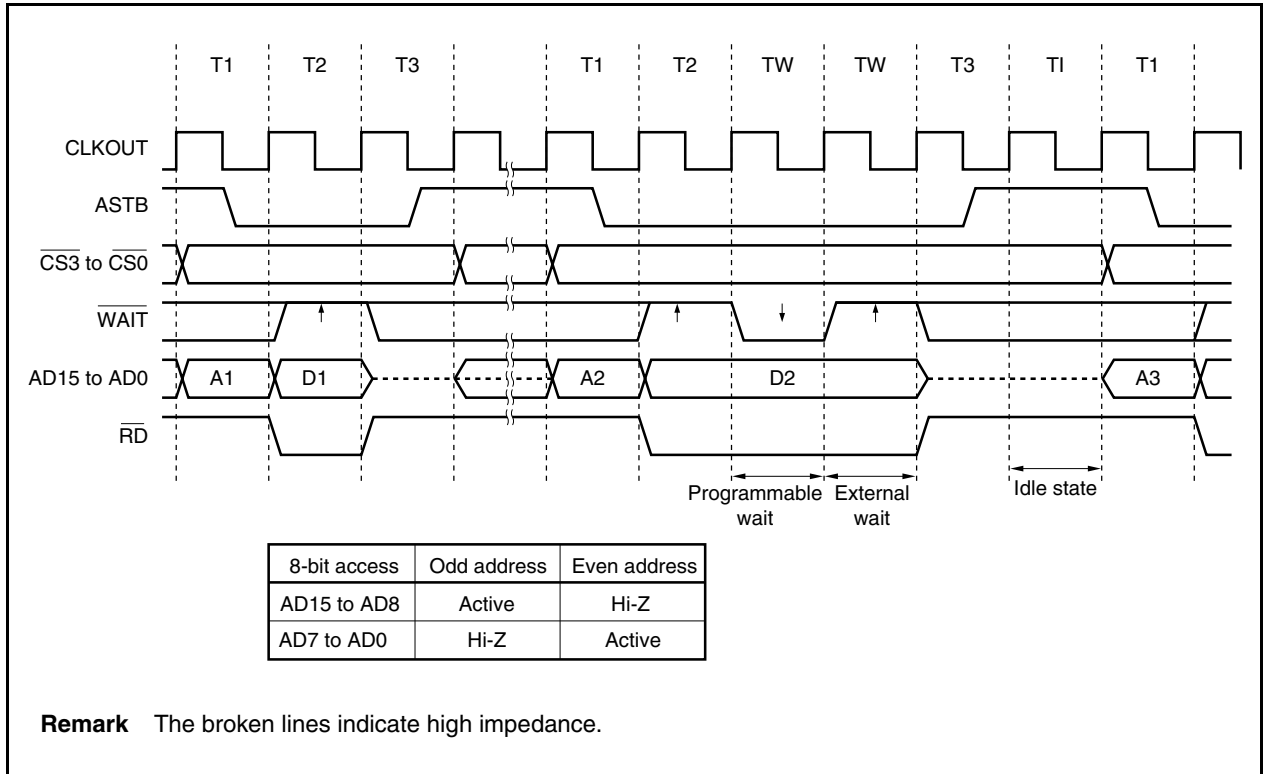 T1 T2 T3 T1 T2 TW TW T3 TI T1
CLKOUT
ASTB
CS3 to CS0
WAIT
AD15 to AD0 A1 D1 A2 D2 A3
RD
Programmable wait
External wait
Idle state
8-bit access Odd address Even address
AD15 to AD8 Active Hi-Z
AD7 to AD0 Hi-Z Active
Remark The broken lines indicate high impedance.